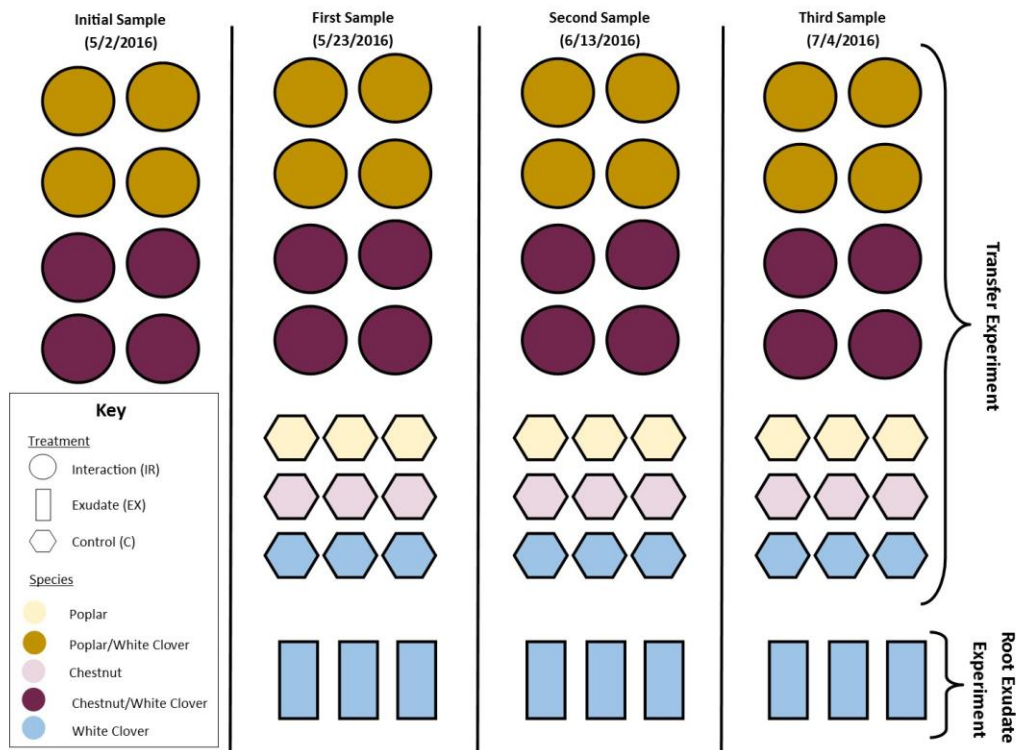 Initial Sample
(5/2/2016)
First Sample
(5/23/2016)
Second Sample
(6/13/2016)
Third Sample
(7/4/2016)
Transfer Experiment
Key
Treatment
Interaction (IR)
Exudate (EX)
Control (C)
Species
Poplar
Poplar/White Clover
Chestnut
Chestnut/White Clover
White Clover
Root Exudate
Experiment